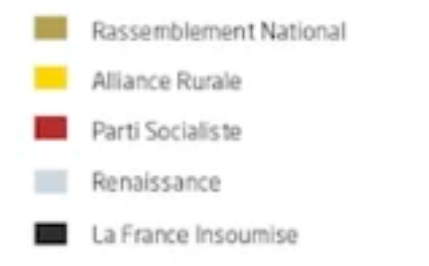 Rassemblement National
Alliance Rurale
Parti Socialiste
Renaissance
La France Insoumise